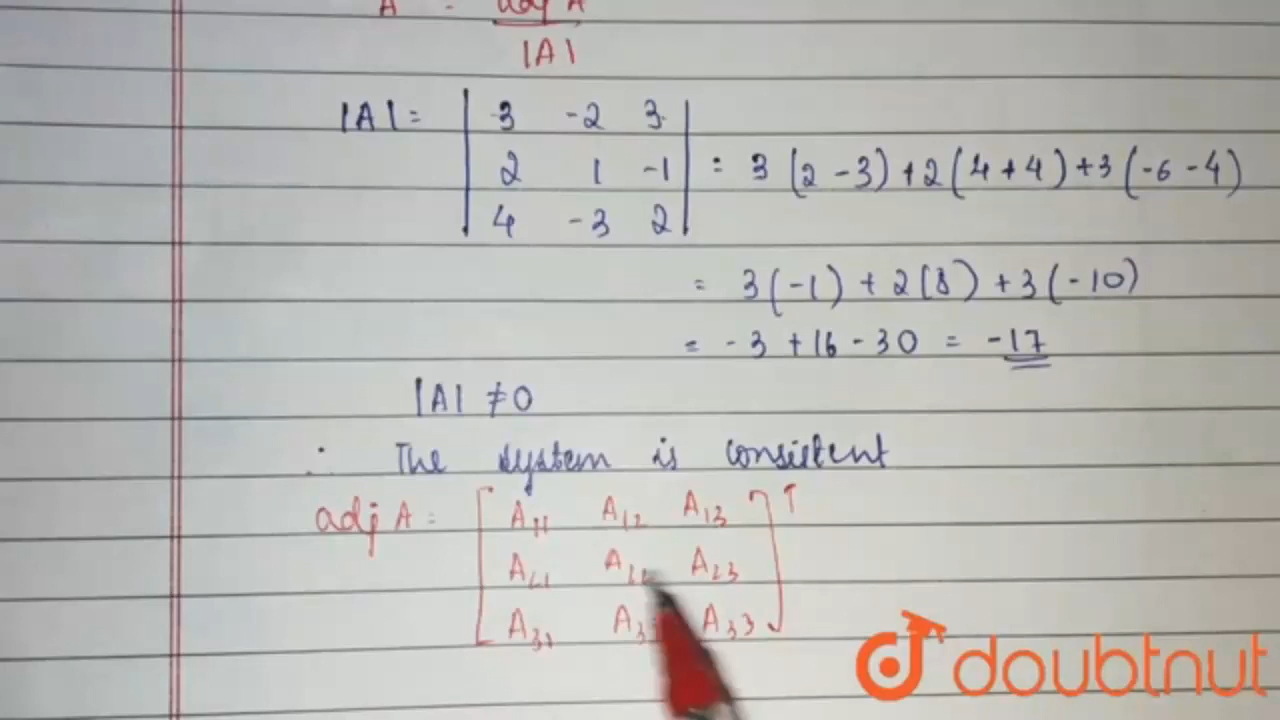 A = adj A
|A|
|A| = | 3 -2 3 |
| 2 1 -1 | = 3 (2 - 3) + 2 (4 + 4) + 3 (-6 - 4)
| 4 -3 2 |
= 3(-1) + 2(8) + 3(-10)
= -3 + 16 - 30 = -17
|A| ≠ 0
∴ The system is consistent
adj A = [ A11 A12 A13 ] T
A21 A22 A23
A31 A3 A33
doubtnut